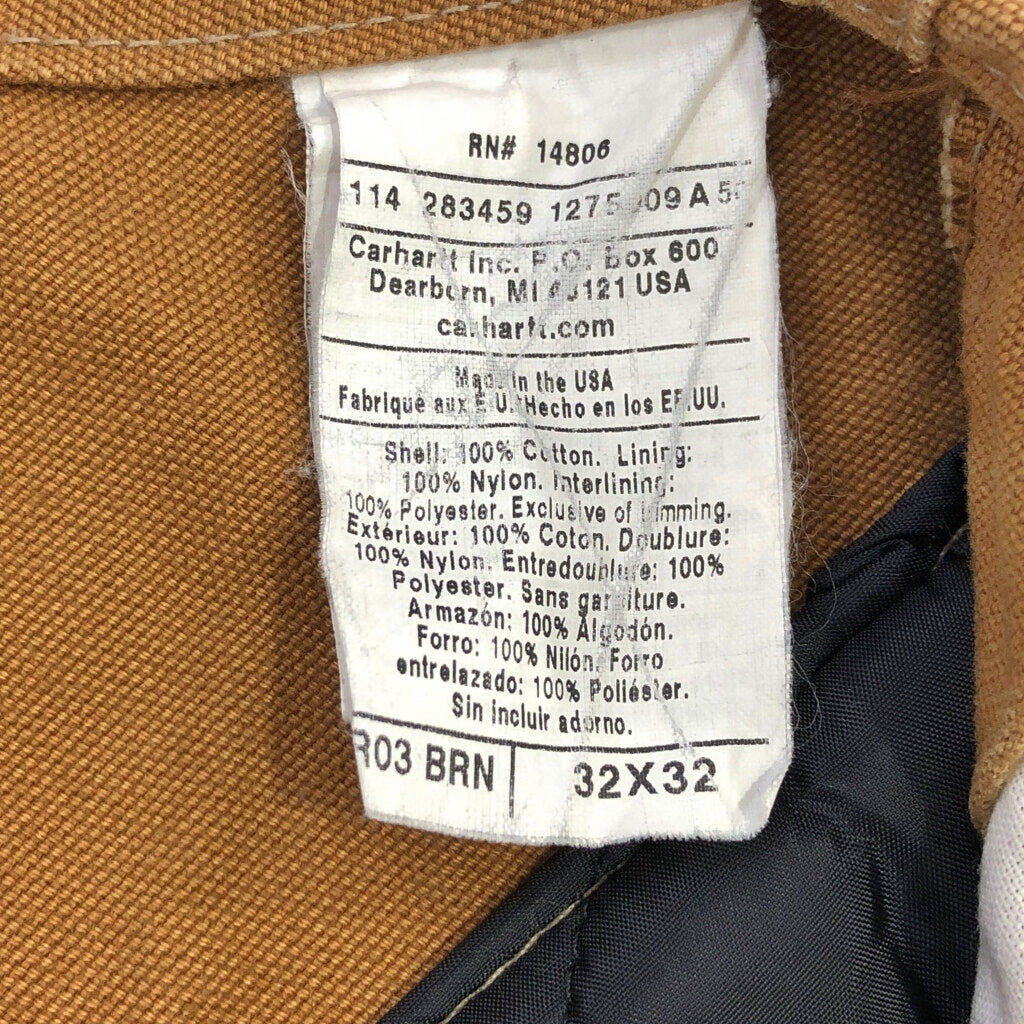 RN# 14806
114 283459 09 A
Carhartt Inc. P.O. Box 600
Dearborn, MI USA
carhartt.com
Made in the USA
Fabriqué aux É.U. Hecho en los EE.UU.
Shell: 100% Cotton. Lining:
100% Nylon. Interlining:
100% Polyester. Exclusive of trimming.
Extérieur: 100% Coton. Doublure:
100% Nylon. Entredoublure: 100%
Polyester. Sans garniture.
Armazón: 100% Algodón.
Forro: 100% Nilón. Forro
entrelazado: 100% Poliéster.
Sin incluir adorno.
R03 BRN 32X32